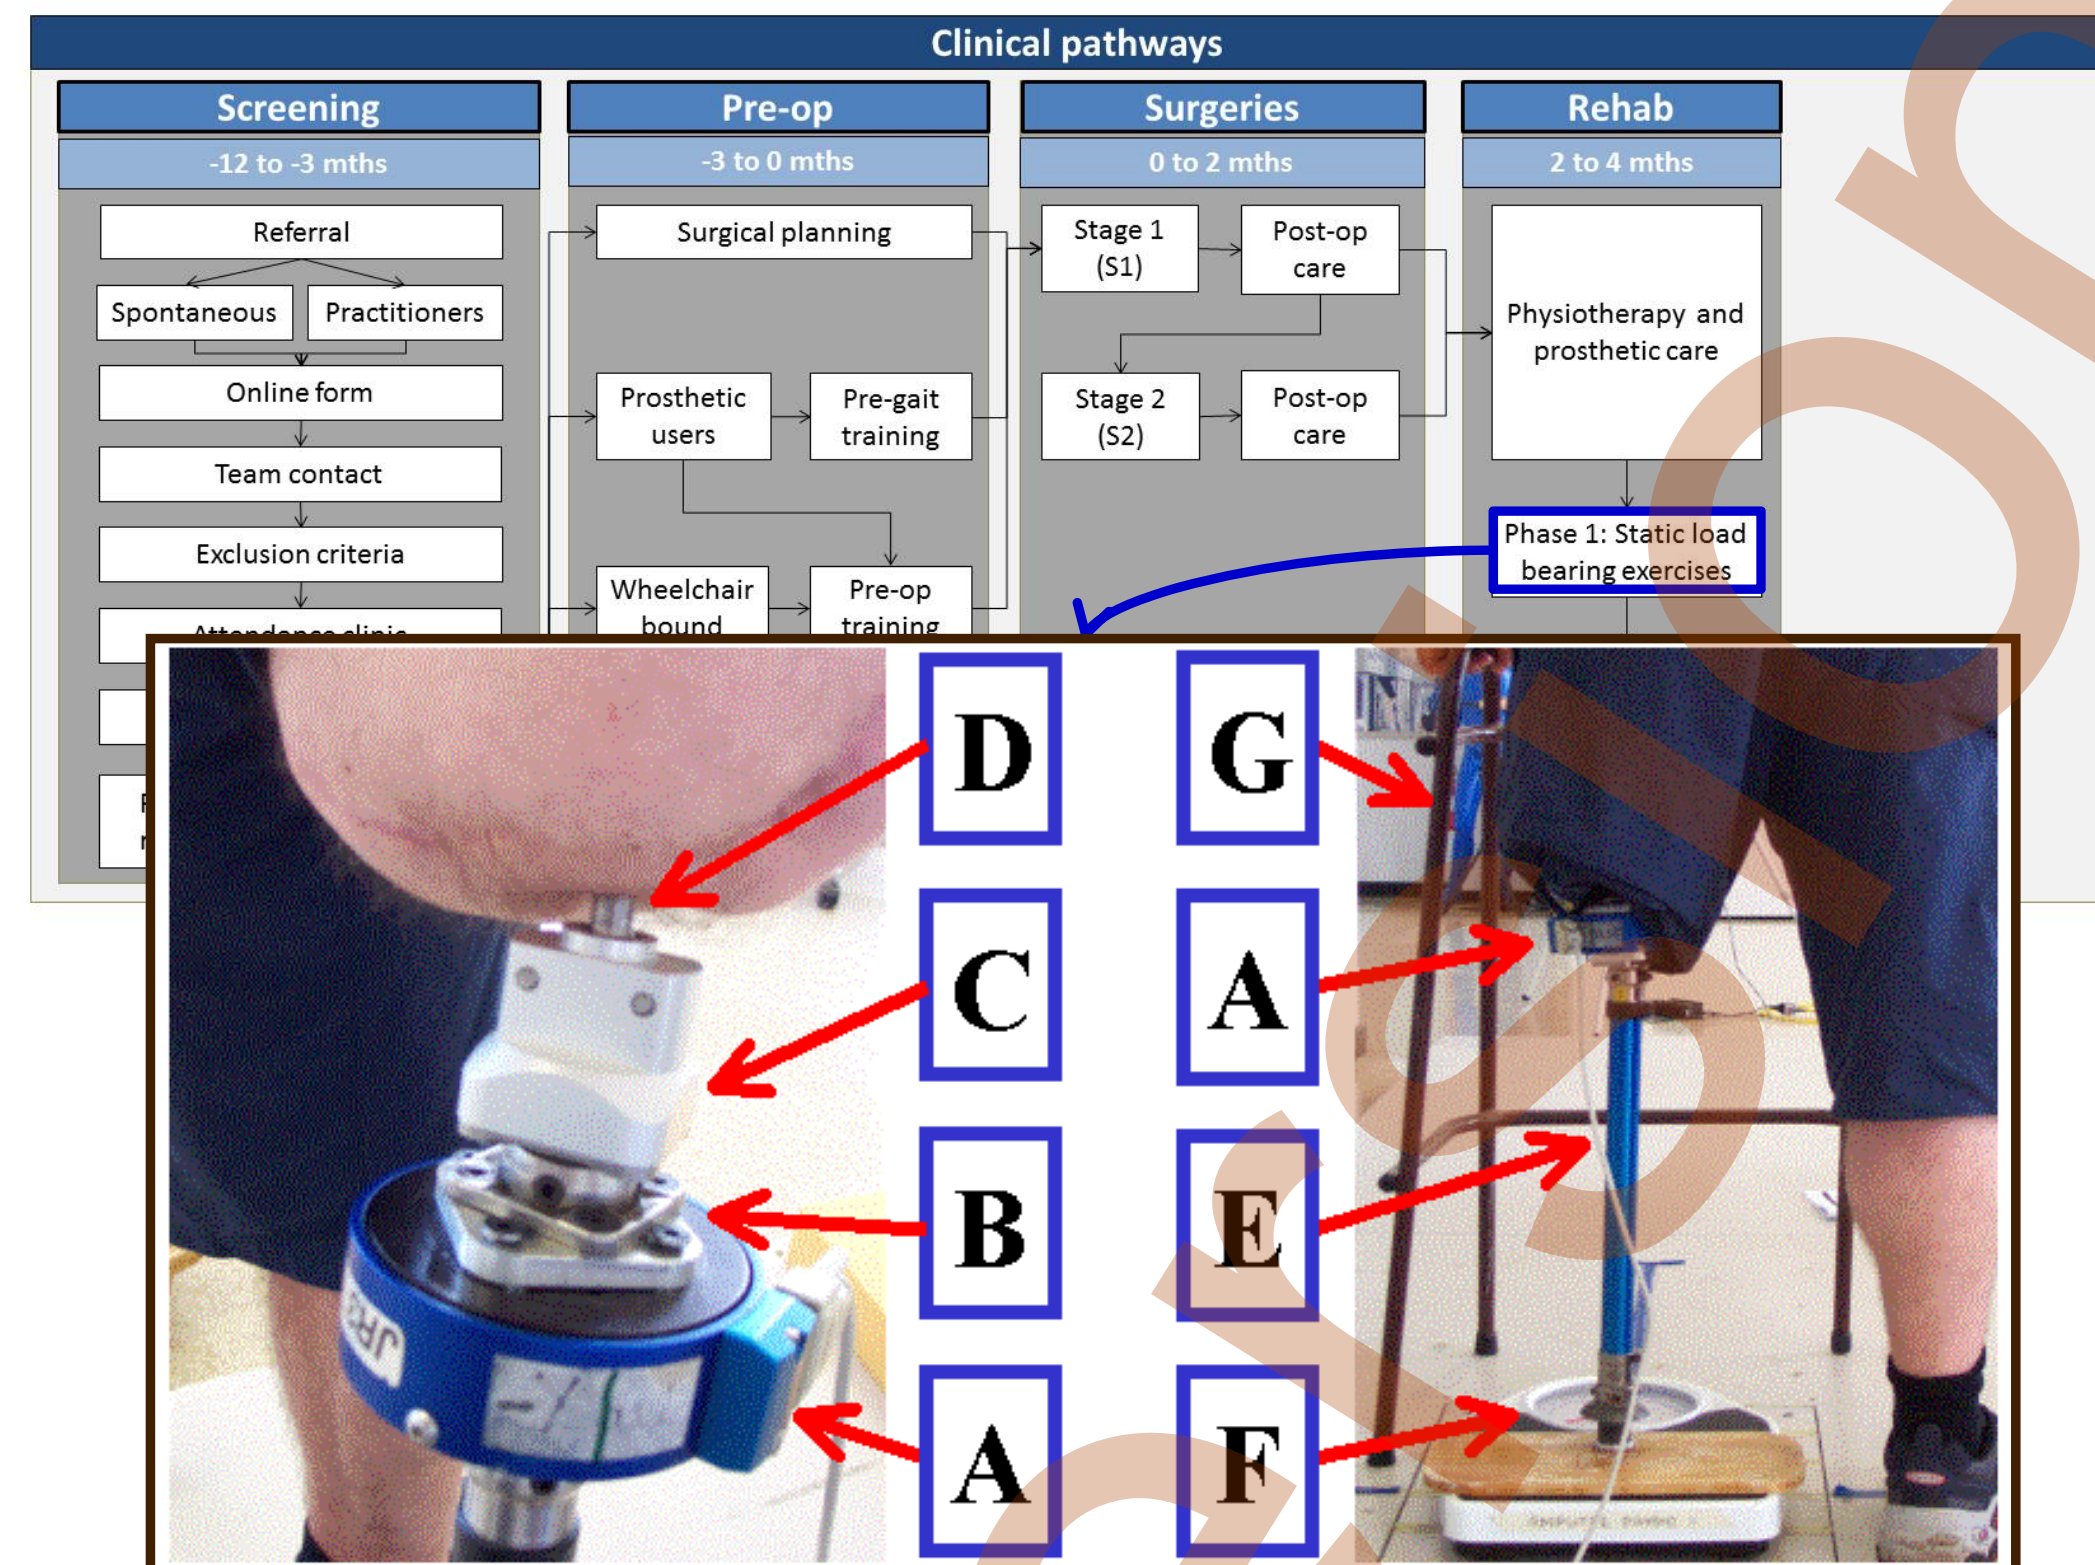 Clinical pathways
Screening
-12 to -3 mths
Referral
Spontaneous
Practitioners
Online form
Team contact
Exclusion criteria
Attendance clinic
Pre-op
-3 to 0 mths
Surgical planning
Prosthetic
users
Pre-gait
training
Wheelchair
bound
Pre-op
training
Surgeries
0 to 2 mths
Stage 1
(S1)
Post-op
care
Stage 2
(S2)
Post-op
care
Rehab
2 to 4 mths
Physiotherapy and
prosthetic care
Phase 1: Static load
bearing exercises
D
C
B
A
G
A
E
F
JR3